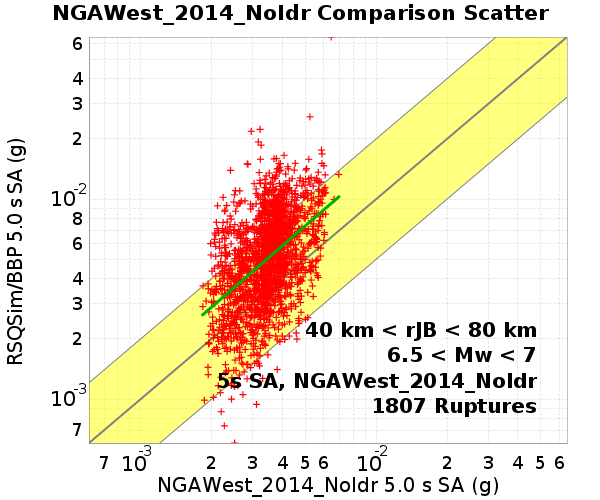 NGAWest_2014_NoIdr Comparison Scatter
RSQSim/BBP 5.0 s SA (g)
6
4
3
2
10-2
8
6
4
3
2
10-3
7
40 km < rJB < 80 km
6.5 < Mw < 7
5s SA, NGAWest_2014_NoIdr
1807 Ruptures
7 10-3 2 3 4 5 6 10-2 2 3 4 5 6
NGAWest_2014_NoIdr 5.0 s SA (g)